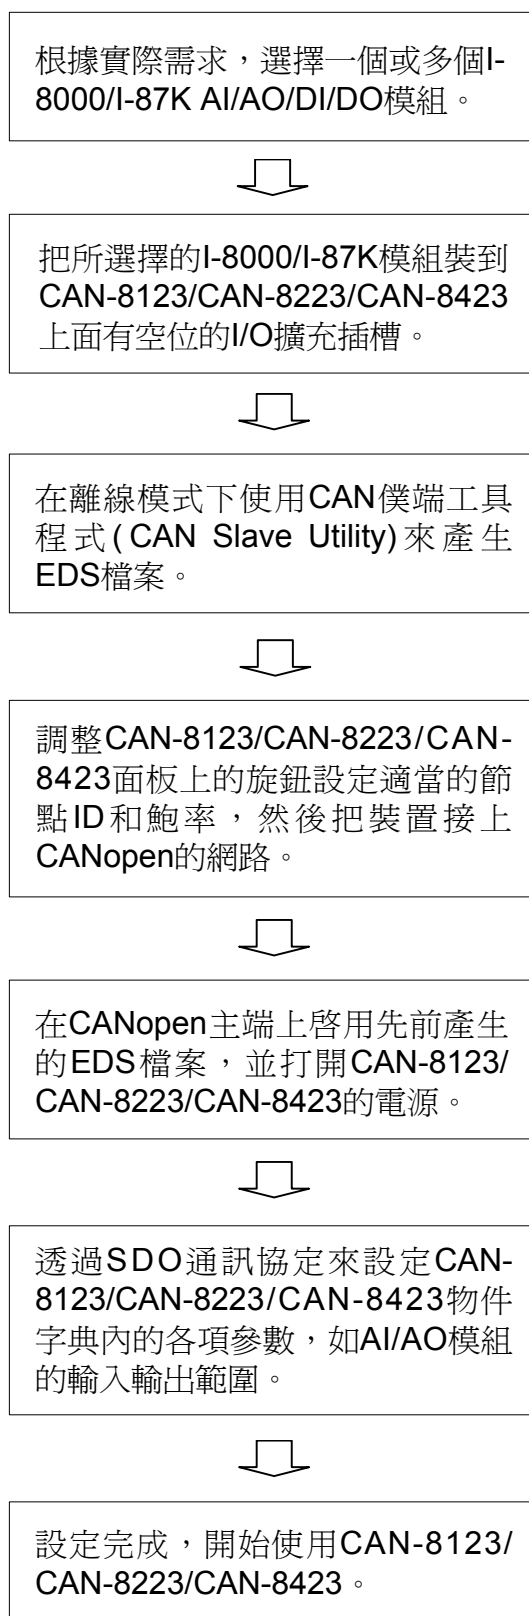 根據實際需求，選擇一個或多個I-
8000/I-87K AI/AO/DI/DO模組。
把所選擇的I-8000/I-87K模組裝到
CAN-8123/CAN-8223/CAN-8423
上面有空位的I/O擴充插槽。
在離線模式下使用CAN僕端工具
程式(CAN Slave Utility)來產生
EDS檔案。
調整CAN-8123/CAN-8223/CAN-
8423面板上的旋鈕設定適當的節
點ID和鮑率，然後把裝置接上
CANopen的網路。
在CANopen主端上啓用先前產生
的EDS檔案，並打開CAN-8123/
CAN-8223/CAN-8423的電源。
透過SDO通訊協定來設定CAN-
8123/CAN-8223/CAN-8423物件
字典內的各項參數，如AI/AO模組
的輸入輸出範圍。
設定完成，開始使用CAN-8123/
CAN-8223/CAN-8423。